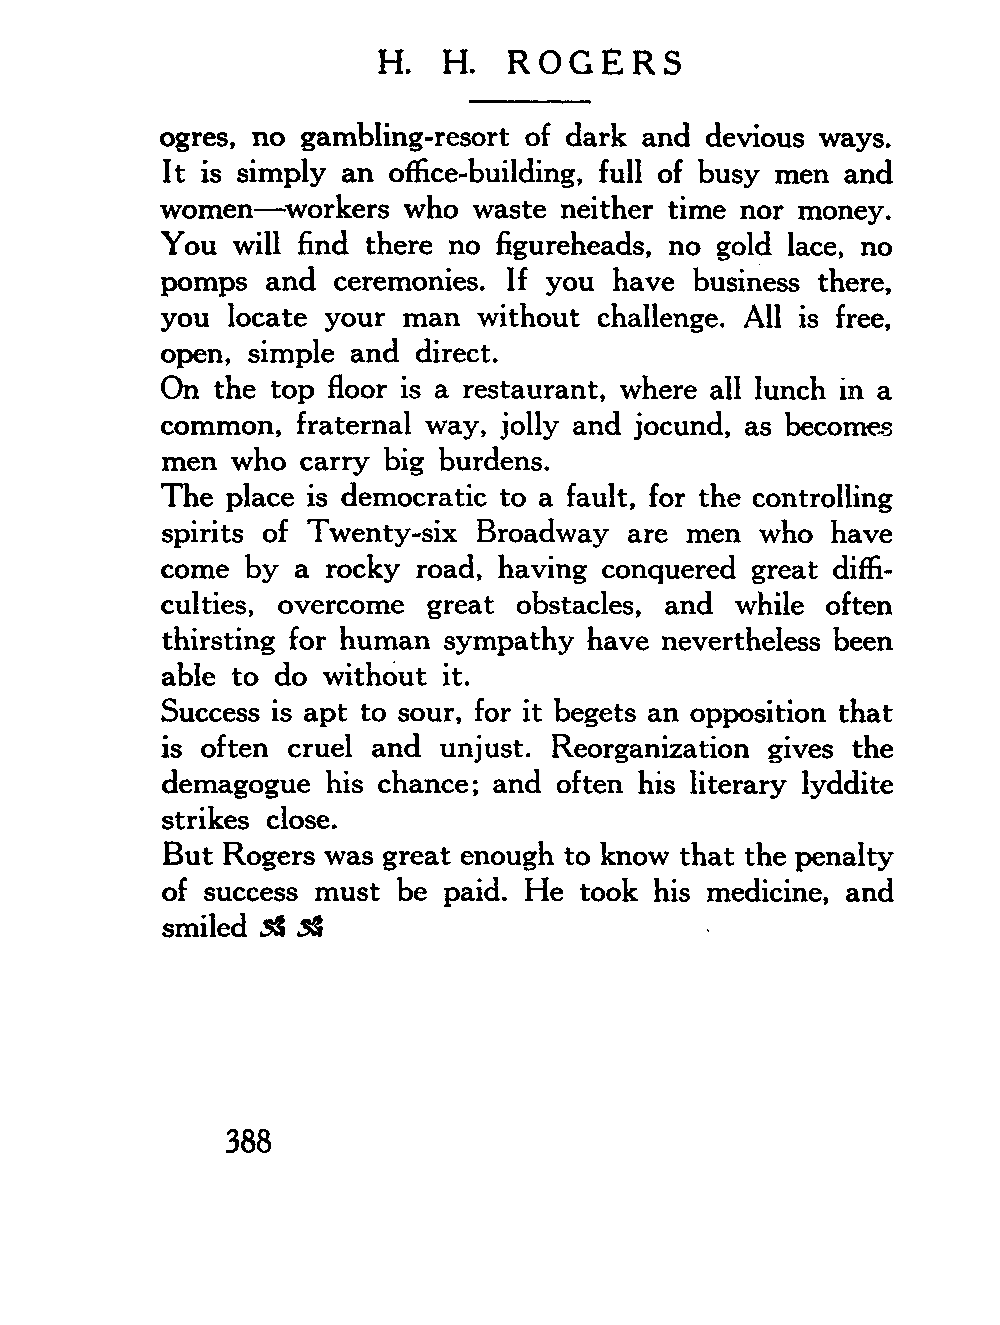 H. H. ROGERS
ogres, no gambling-resort of dark and devious ways.
It is simply an office-building, full of busy men and
women—workers who waste neither time nor money.
You will find there no figureheads, no gold lace, no
pomps and ceremonies. If you have business there,
you locate your man without challenge. All is free,
open, simple and direct.
On the top floor is a restaurant, where all lunch in a
common, fraternal way, jolly and jocund, as becomes
men who carry big burdens.
The place is democratic to a fault, for the controlling
spirits of Twenty-six Broadway are men who have
come by a rocky road, having conquered great diffi-
culties, overcome great obstacles, and while often
thirsting for human sympathy have nevertheless been
able to do without it.
Success is apt to sour, for it begets an opposition that
is often cruel and unjust. Reorganization gives the
demagogue his chance; and often his literary lyddite
strikes close.
But Rogers was great enough to know that the penalty
of success must be paid. He took his medicine, and
smiled
388